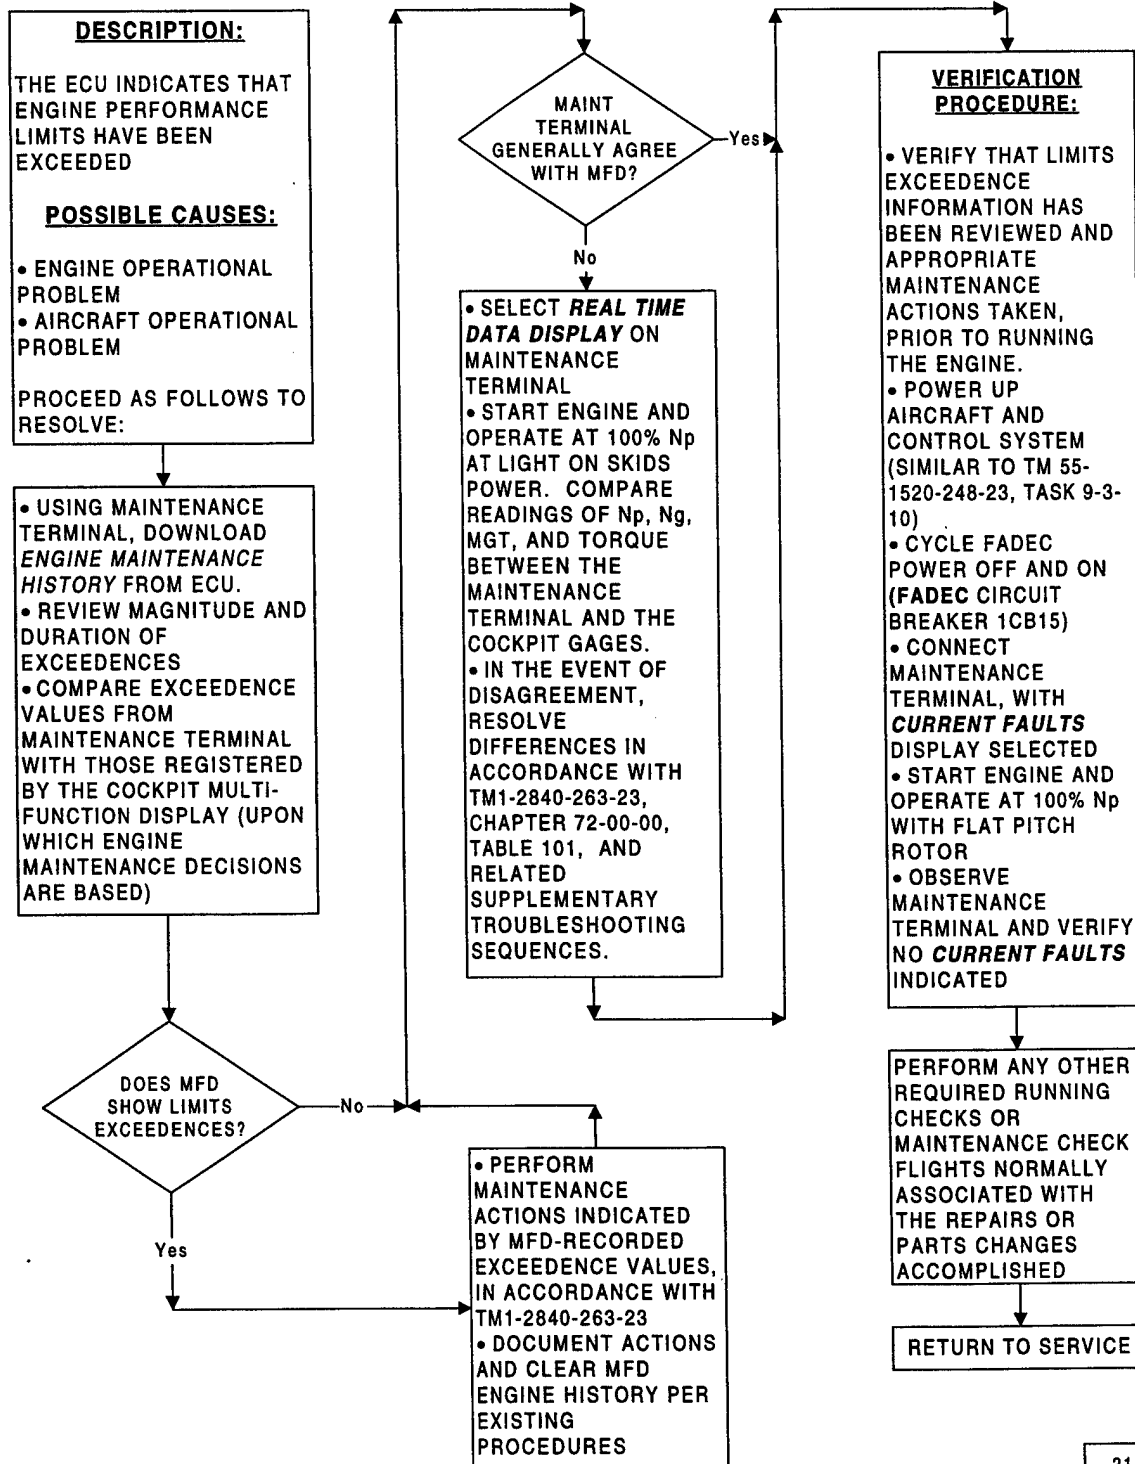 DESCRIPTION:
THE ECU INDICATES THAT
ENGINE PERFORMANCE
LIMITS HAVE BEEN
EXCEEDED
POSSIBLE CAUSES:
• ENGINE OPERATIONAL
PROBLEM
• AIRCRAFT OPERATIONAL
PROBLEM
PROCEED AS FOLLOWS TO
RESOLVE:
• USING MAINTENANCE
TERMINAL, DOWNLOAD
ENGINE MAINTENANCE
HISTORY FROM ECU.
• REVIEW MAGNITUDE AND
DURATION OF
EXCEEDENCES
• COMPARE EXCEEDENCE
VALUES FROM
MAINTENANCE TERMINAL
WITH THOSE REGISTERED
BY THE COCKPIT MULTI-
FUNCTION DISPLAY (UPON
WHICH ENGINE
MAINTENANCE DECISIONS
ARE BASED)
DOES MFD
SHOW LIMITS
EXCEEDENCES?
No
Yes
• PERFORM
MAINTENANCE
ACTIONS INDICATED
BY MFD-RECORDED
EXCEEDENCE VALUES,
IN ACCORDANCE WITH
TM1-2840-263-23
• DOCUMENT ACTIONS
AND CLEAR MFD
ENGINE HISTORY PER
EXISTING
PROCEDURES
MAINT
TERMINAL
GENERALLY AGREE
WITH MFD?
Yes
No
• SELECT REAL TIME
DATA DISPLAY ON
MAINTENANCE
TERMINAL
• START ENGINE AND
OPERATE AT 100% Np
AT LIGHT ON SKIDS
POWER. COMPARE
READINGS OF Np, Ng,
MGT, AND TORQUE
BETWEEN THE
MAINTENANCE
TERMINAL AND THE
COCKPIT GAGES.
• IN THE EVENT OF
DISAGREEMENT,
RESOLVE
DIFFERENCES IN
ACCORDANCE WITH
TM1-2840-263-23,
CHAPTER 72-00-00,
TABLE 101, AND
RELATED
SUPPLEMENTARY
TROUBLESHOOTING
SEQUENCES.
VERIFICATION
PROCEDURE:
• VERIFY THAT LIMITS
EXCEEDENCE
INFORMATION HAS
BEEN REVIEWED AND
APPROPRIATE
MAINTENANCE
ACTIONS TAKEN,
PRIOR TO RUNNING
THE ENGINE.
• POWER UP
AIRCRAFT AND
CONTROL SYSTEM
(SIMILAR TO TM 55-
1520-248-23, TASK 9-3-
10)
• CYCLE FADEC
POWER OFF AND ON
(FADEC CIRCUIT
BREAKER 1CB15)
• CONNECT
MAINTENANCE
TERMINAL, WITH
CURRENT FAULTS
DISPLAY SELECTED
• START ENGINE AND
OPERATE AT 100% Np
WITH FLAT PITCH
ROTOR
• OBSERVE
MAINTENANCE
TERMINAL AND VERIFY
NO CURRENT FAULTS
INDICATED
PERFORM ANY OTHER
REQUIRED RUNNING
CHECKS OR
MAINTENANCE CHECK
FLIGHTS NORMALLY
ASSOCIATED WITH
THE REPAIRS OR
PARTS CHANGES
ACCOMPLISHED
RETURN TO SERVICE